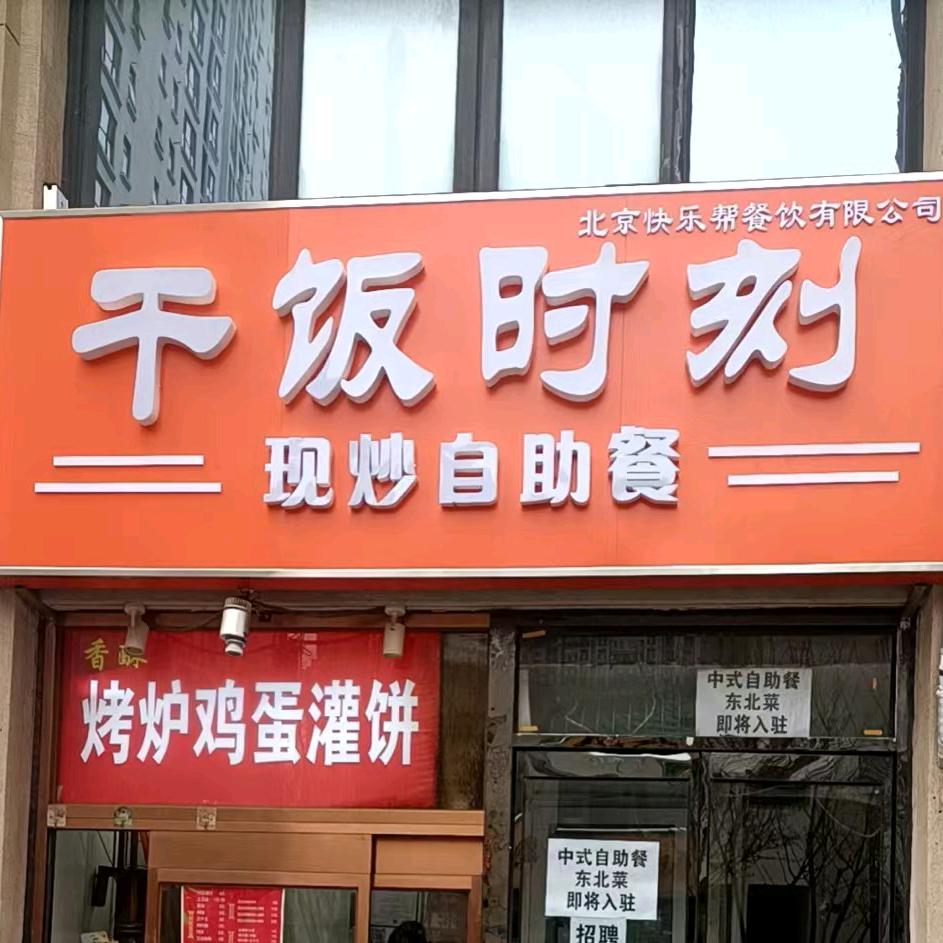 北京快乐帮餐饮有限公司
干饭时刻
现炒自助餐
香酥
烤炉鸡蛋灌饼
中式自助餐
东北菜
即将入驻
中式自助餐
东北菜
即将入驻
招聘